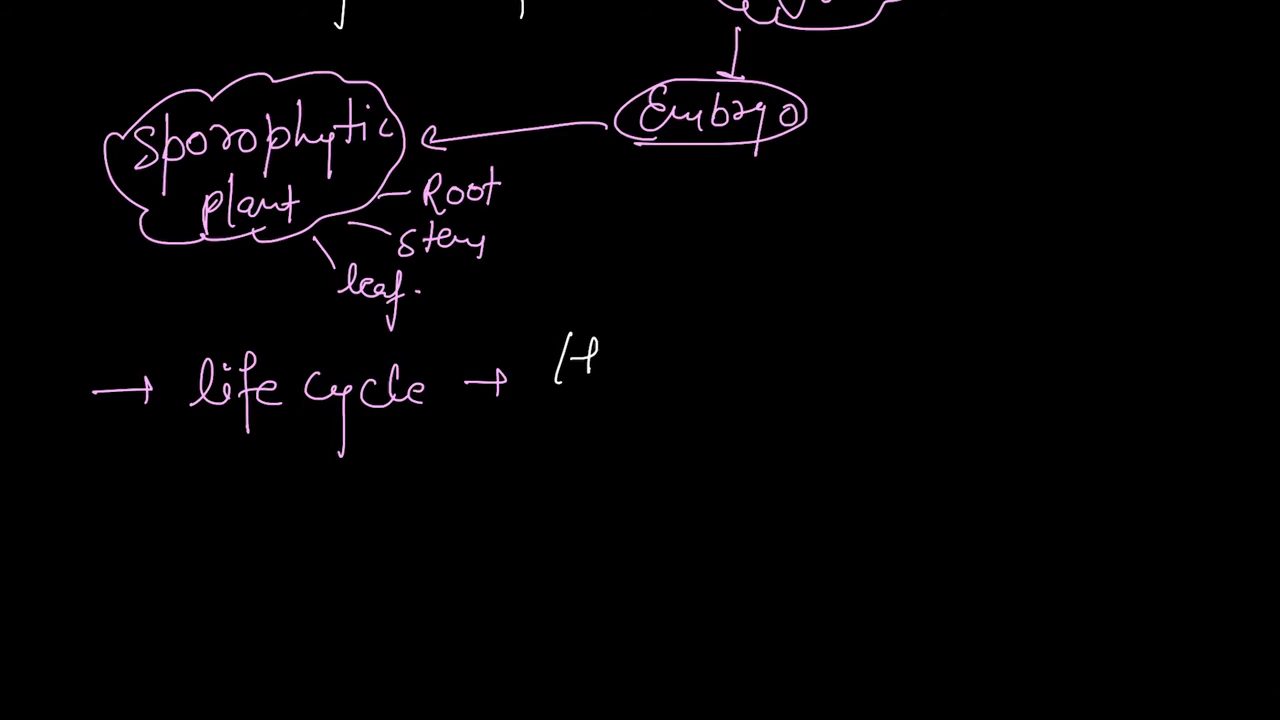 Embryo
Sporophytic
plant
Root
stem
leaf.
→ life cycle → H